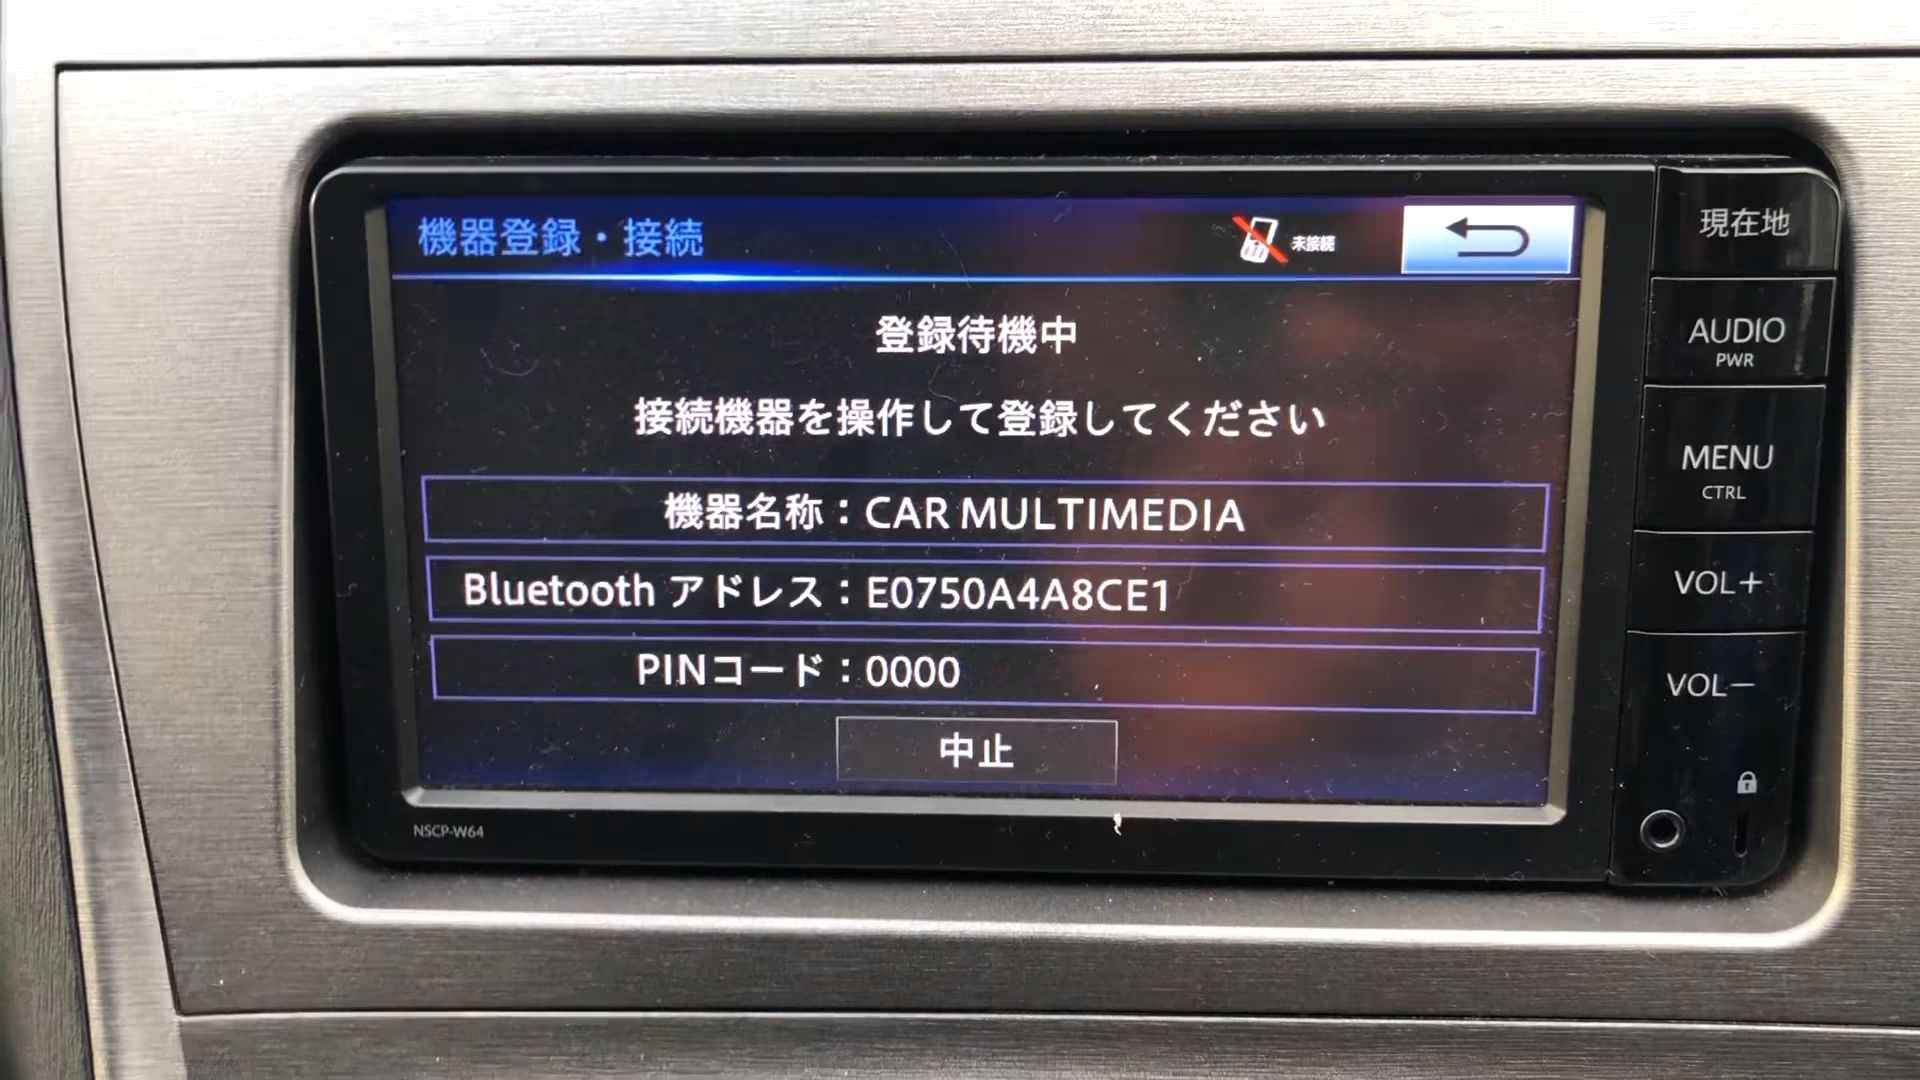 機器登録・接続
未接続
登録待機中
接続機器を操作して登録してください
機器名称：CAR MULTIMEDIA
Bluetooth アドレス：E0750A4A8CE1
PINコード：0000
中止
NSCP-W64
現在地
AUDIO
PWR
MENU
CTRL
VOL+
VOL−